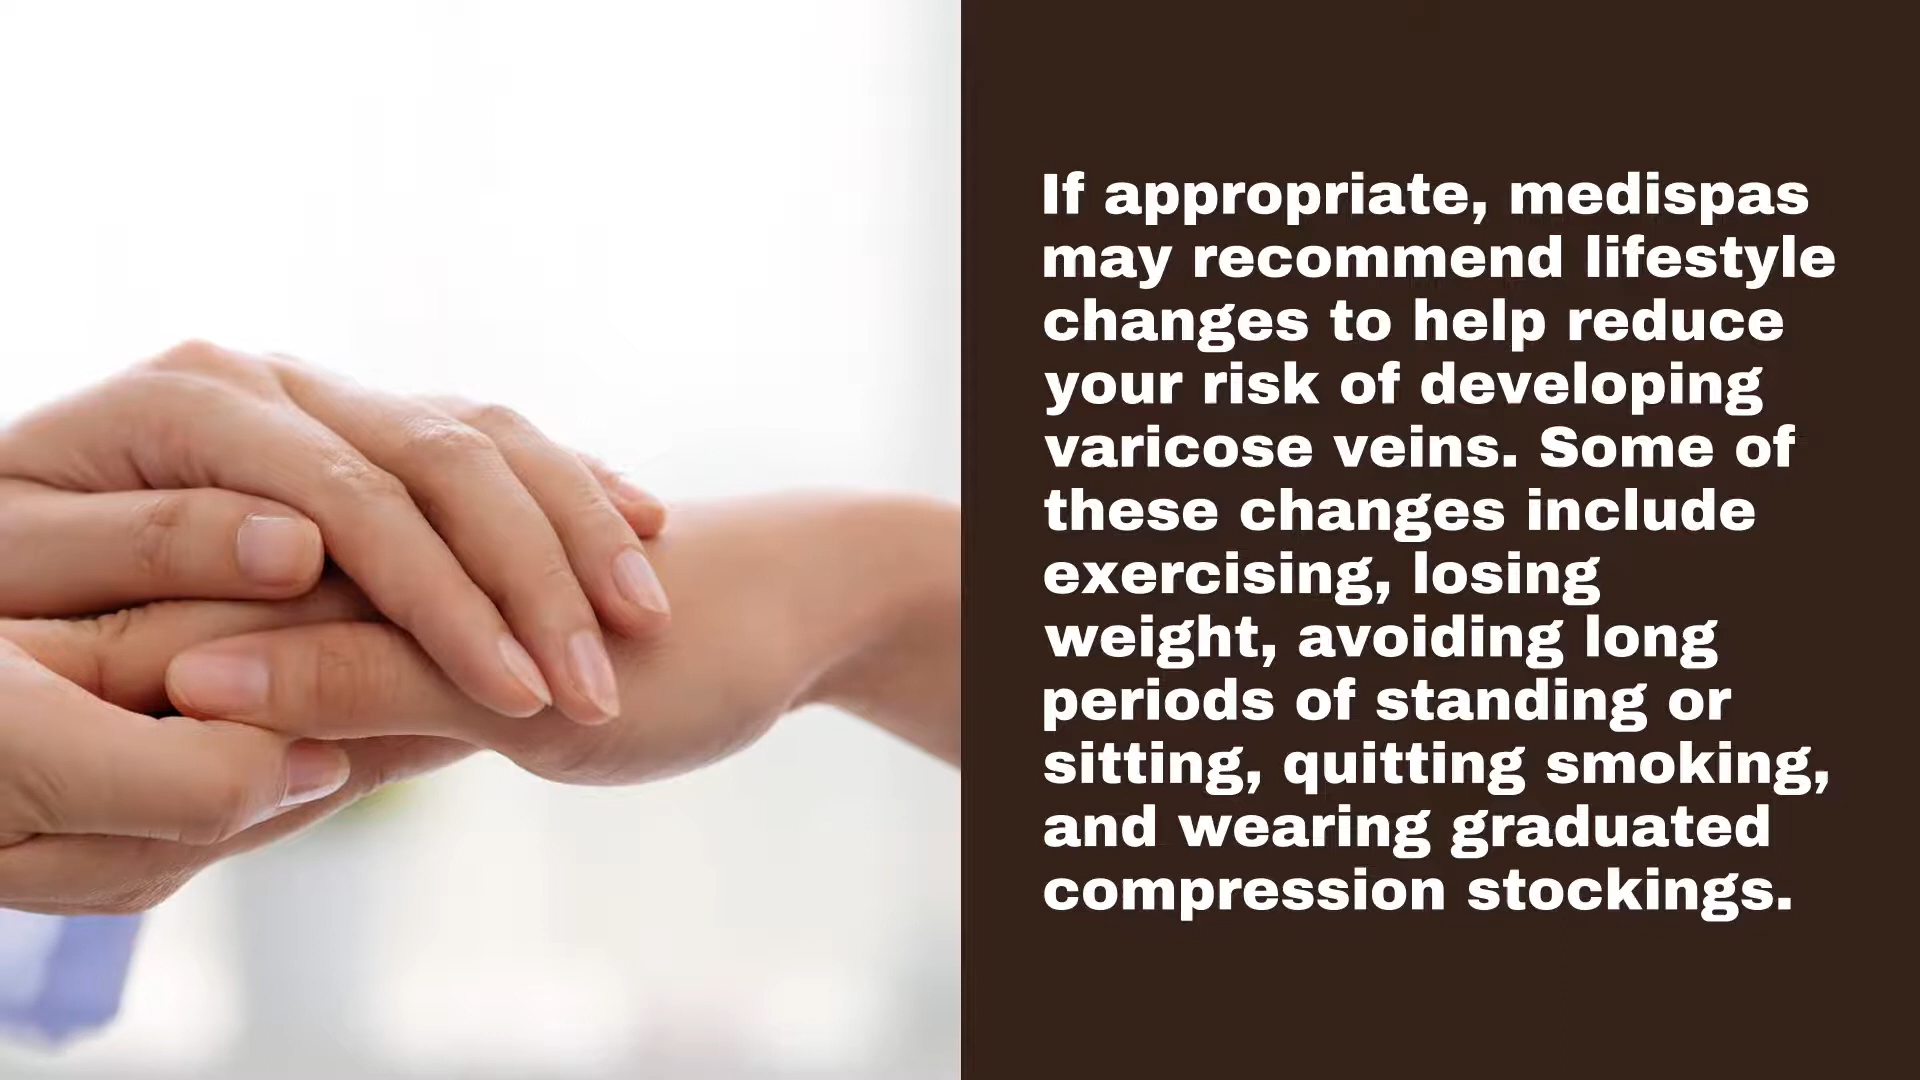 If appropriate, medispas
may recommend lifestyle
changes to help reduce
your risk of developing
varicose veins. Some of
these changes include
exercising, losing
weight, avoiding long
periods of standing or
sitting, quitting smoking,
and wearing graduated
compression stockings.